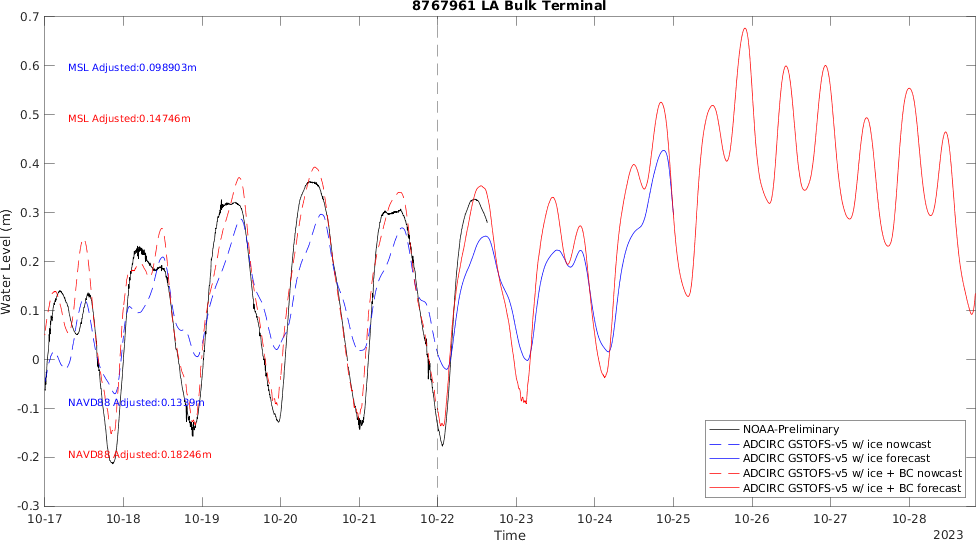 8767961 LA Bulk Terminal
0.7
0.6
0.5
0.4
0.3
0.2
0.1
0
-0.1
-0.2
-0.3
Water Level (m)
MSL Adjusted:0.098903m
MSL Adjusted:0.14746m
NAVD88 Adjusted:0.1339m
NAVD88 Adjusted:0.18246m
NOAA-Preliminary
ADCIRC GSTOFS-v5 w/ ice nowcast
ADCIRC GSTOFS-v5 w/ ice forecast
ADCIRC GSTOFS-v5 w/ ice + BC nowcast
ADCIRC GSTOFS-v5 w/ ice + BC forecast
10-17 10-18 10-19 10-20 10-21 10-22 10-23 10-24 10-25 10-26 10-27 10-28
Time
2023